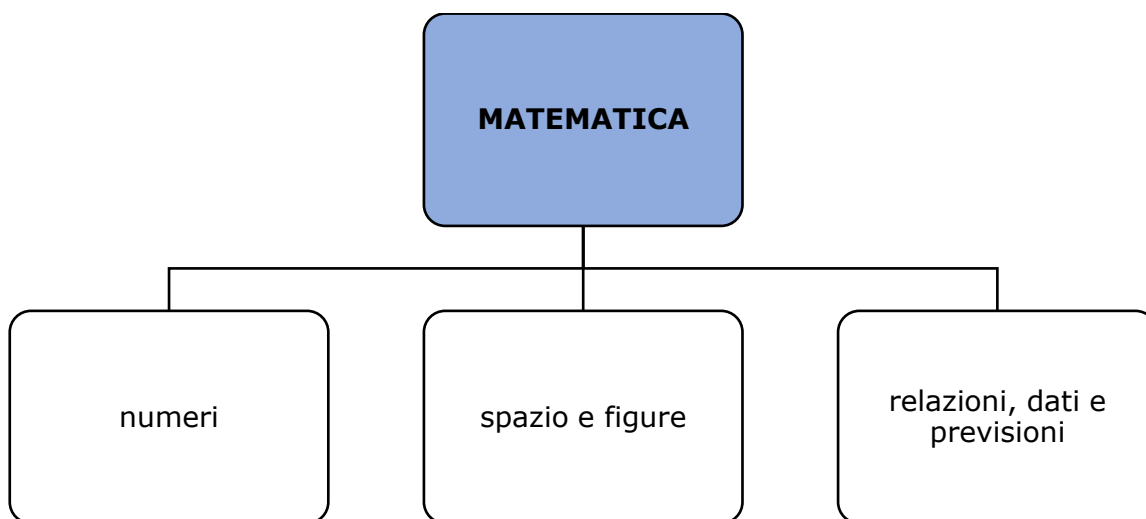 MATEMATICA
numeri
spazio e figure
relazioni, dati e
previsioni